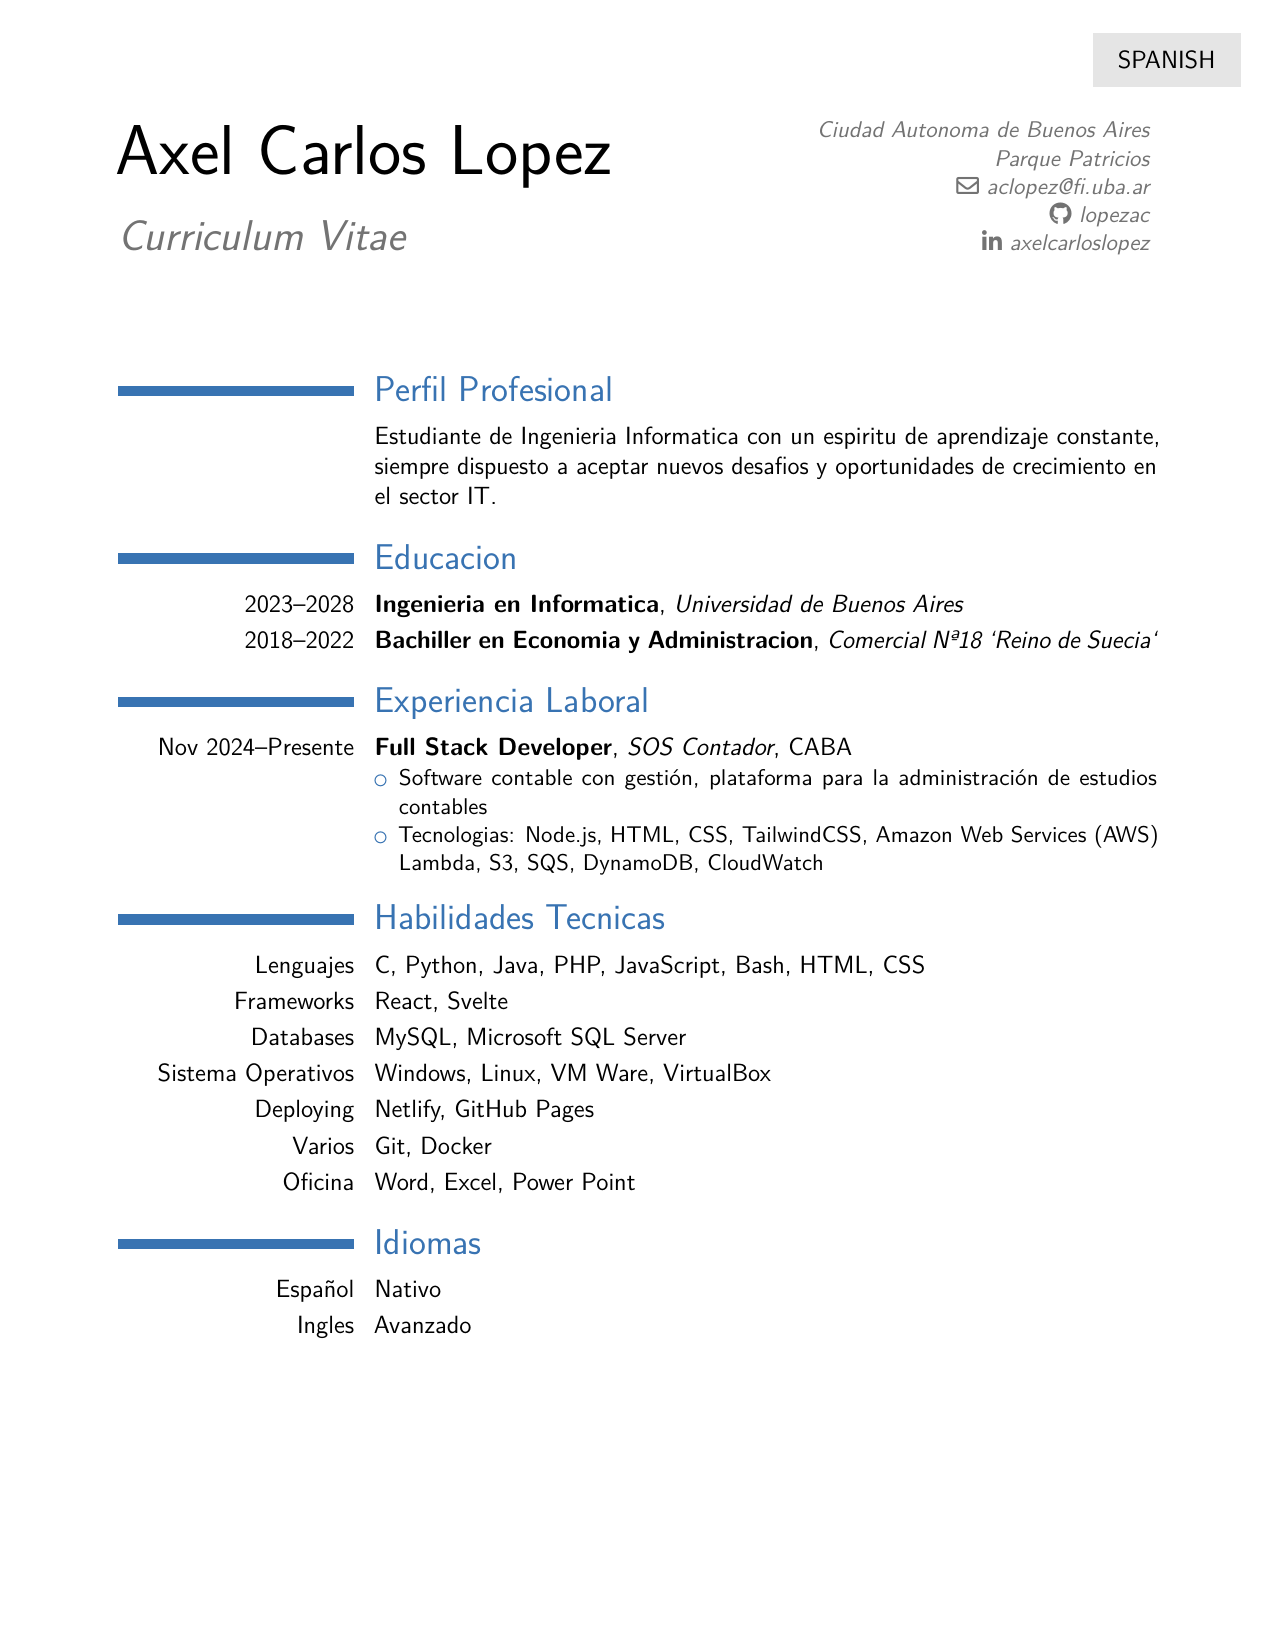 SPANISH
Axel Carlos Lopez
Curriculum Vitae
Ciudad Autonoma de Buenos Aires
Parque Patricios
aclopez@fi.uba.ar
lopezac
axelcarloslopez
Perfil Profesional
Estudiante de Ingenieria Informatica con un espiritu de aprendizaje constante,
siempre dispuesto a aceptar nuevos desafios y oportunidades de crecimiento en
el sector IT.
Educacion
2023–2028 Ingenieria en Informatica, Universidad de Buenos Aires
2018–2022 Bachiller en Economia y Administracion, Comercial Nª18 ‘Reino de Suecia‘
Experiencia Laboral
Nov 2024–Presente Full Stack Developer, SOS Contador, CABA
○ Software contable con gestión, plataforma para la administración de estudios
contables
○ Tecnologias: Node.js, HTML, CSS, TailwindCSS, Amazon Web Services (AWS)
Lambda, S3, SQS, DynamoDB, CloudWatch
Habilidades Tecnicas
Lenguajes C, Python, Java, PHP, JavaScript, Bash, HTML, CSS
Frameworks React, Svelte
Databases MySQL, Microsoft SQL Server
Sistema Operativos Windows, Linux, VM Ware, VirtualBox
Deploying Netlify, GitHub Pages
Varios Git, Docker
Oficina Word, Excel, Power Point
Idiomas
Español Nativo
Ingles Avanzado